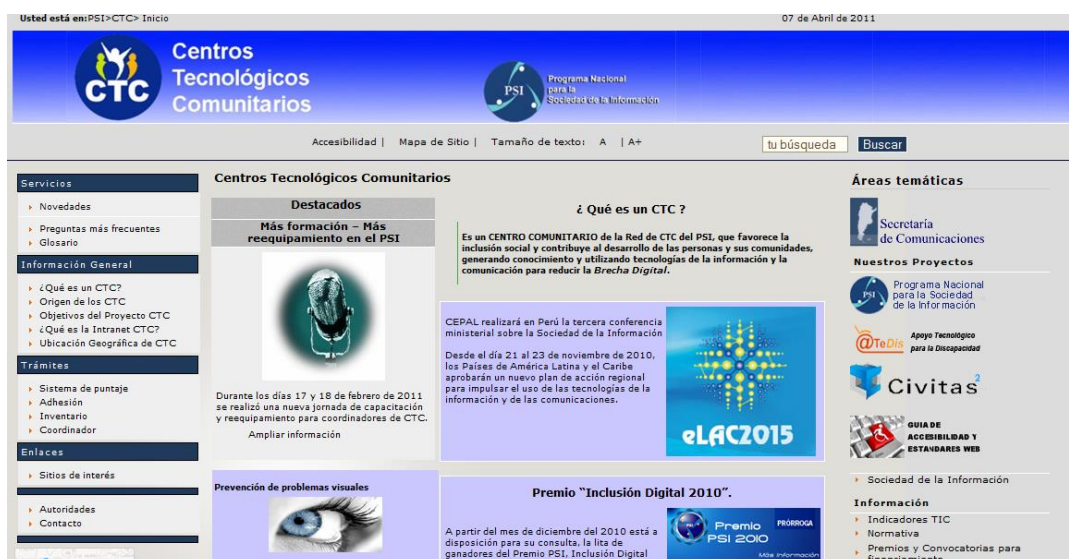 Usted está en:PSI>CTC> Inicio
07 de Abril de 2011
CTC
Centros
Tecnológicos
Comunitarios
PSI
Programa Nacional
para la
Sociedad de la Información
Accesibilidad |
Mapa de Sitio |
Tamaño de texto: A | A+
tu búsqueda
Buscar
Servicios
Novedades
Preguntas más frecuentes
Glosario
Información General
¿Qué es un CTC?
Origen de los CTC
Objetivos del Proyecto CTC
¿Qué es la Intranet CTC?
Ubicación Geográfica de CTC
Trámites
Sistema de puntaje
Adhesión
Inventario
Coordinador
Enlaces
Sitios de interés
Autoridades
Contacto
Centros Tecnológicos Comunitarios
Destacados
Más formación – Más
reequipamiento en el PSI
Durante los días 17 y 18 de febrero de 2011
se realizó una nueva jornada de capacitación
y reequipamiento para coordinadores de CTC.
Ampliar información
Prevención de problemas visuales
¿ Qué es un CTC ?
Es un CENTRO COMUNITARIO de la Red de CTC del PSI, que favorece la
inclusión social y contribuye al desarrollo de las personas y sus comunidades,
generando conocimiento y utilizando tecnologías de la información y la
comunicación para reducir la Brecha Digital.
CEPAL realizará en Perú la tercera conferencia
ministerial sobre la Sociedad de la Información
Desde el día 21 al 23 de noviembre de 2010,
los Países de América Latina y el Caribe
aprobarán un nuevo plan de acción regional
para impulsar el uso de las tecnologías de la
información y de las comunicaciones.
eLAC2015
Premio “Inclusión Digital 2010”.
A partir del mes de diciembre del 2010 está a
disposición para su consulta, la lita de
ganadores del Premio PSI, Inclusión Digital
Premio
PSI 2010
PRÓRROGA
Más Información
Áreas temáticas
Secretaría
de Comunicaciones
Nuestros Proyectos
PSI
Programa Nacional
para la Sociedad
de la Información
@TeDis
Apoyo Tecnológico
para la Discapacidad
Civitas²
GUIA DE
ACCESIBILIDAD Y
ESTANDARES WEB
Sociedad de la Información
Información
Indicadores TIC
Normativa
Premios y Convocatorias para
financiamiento